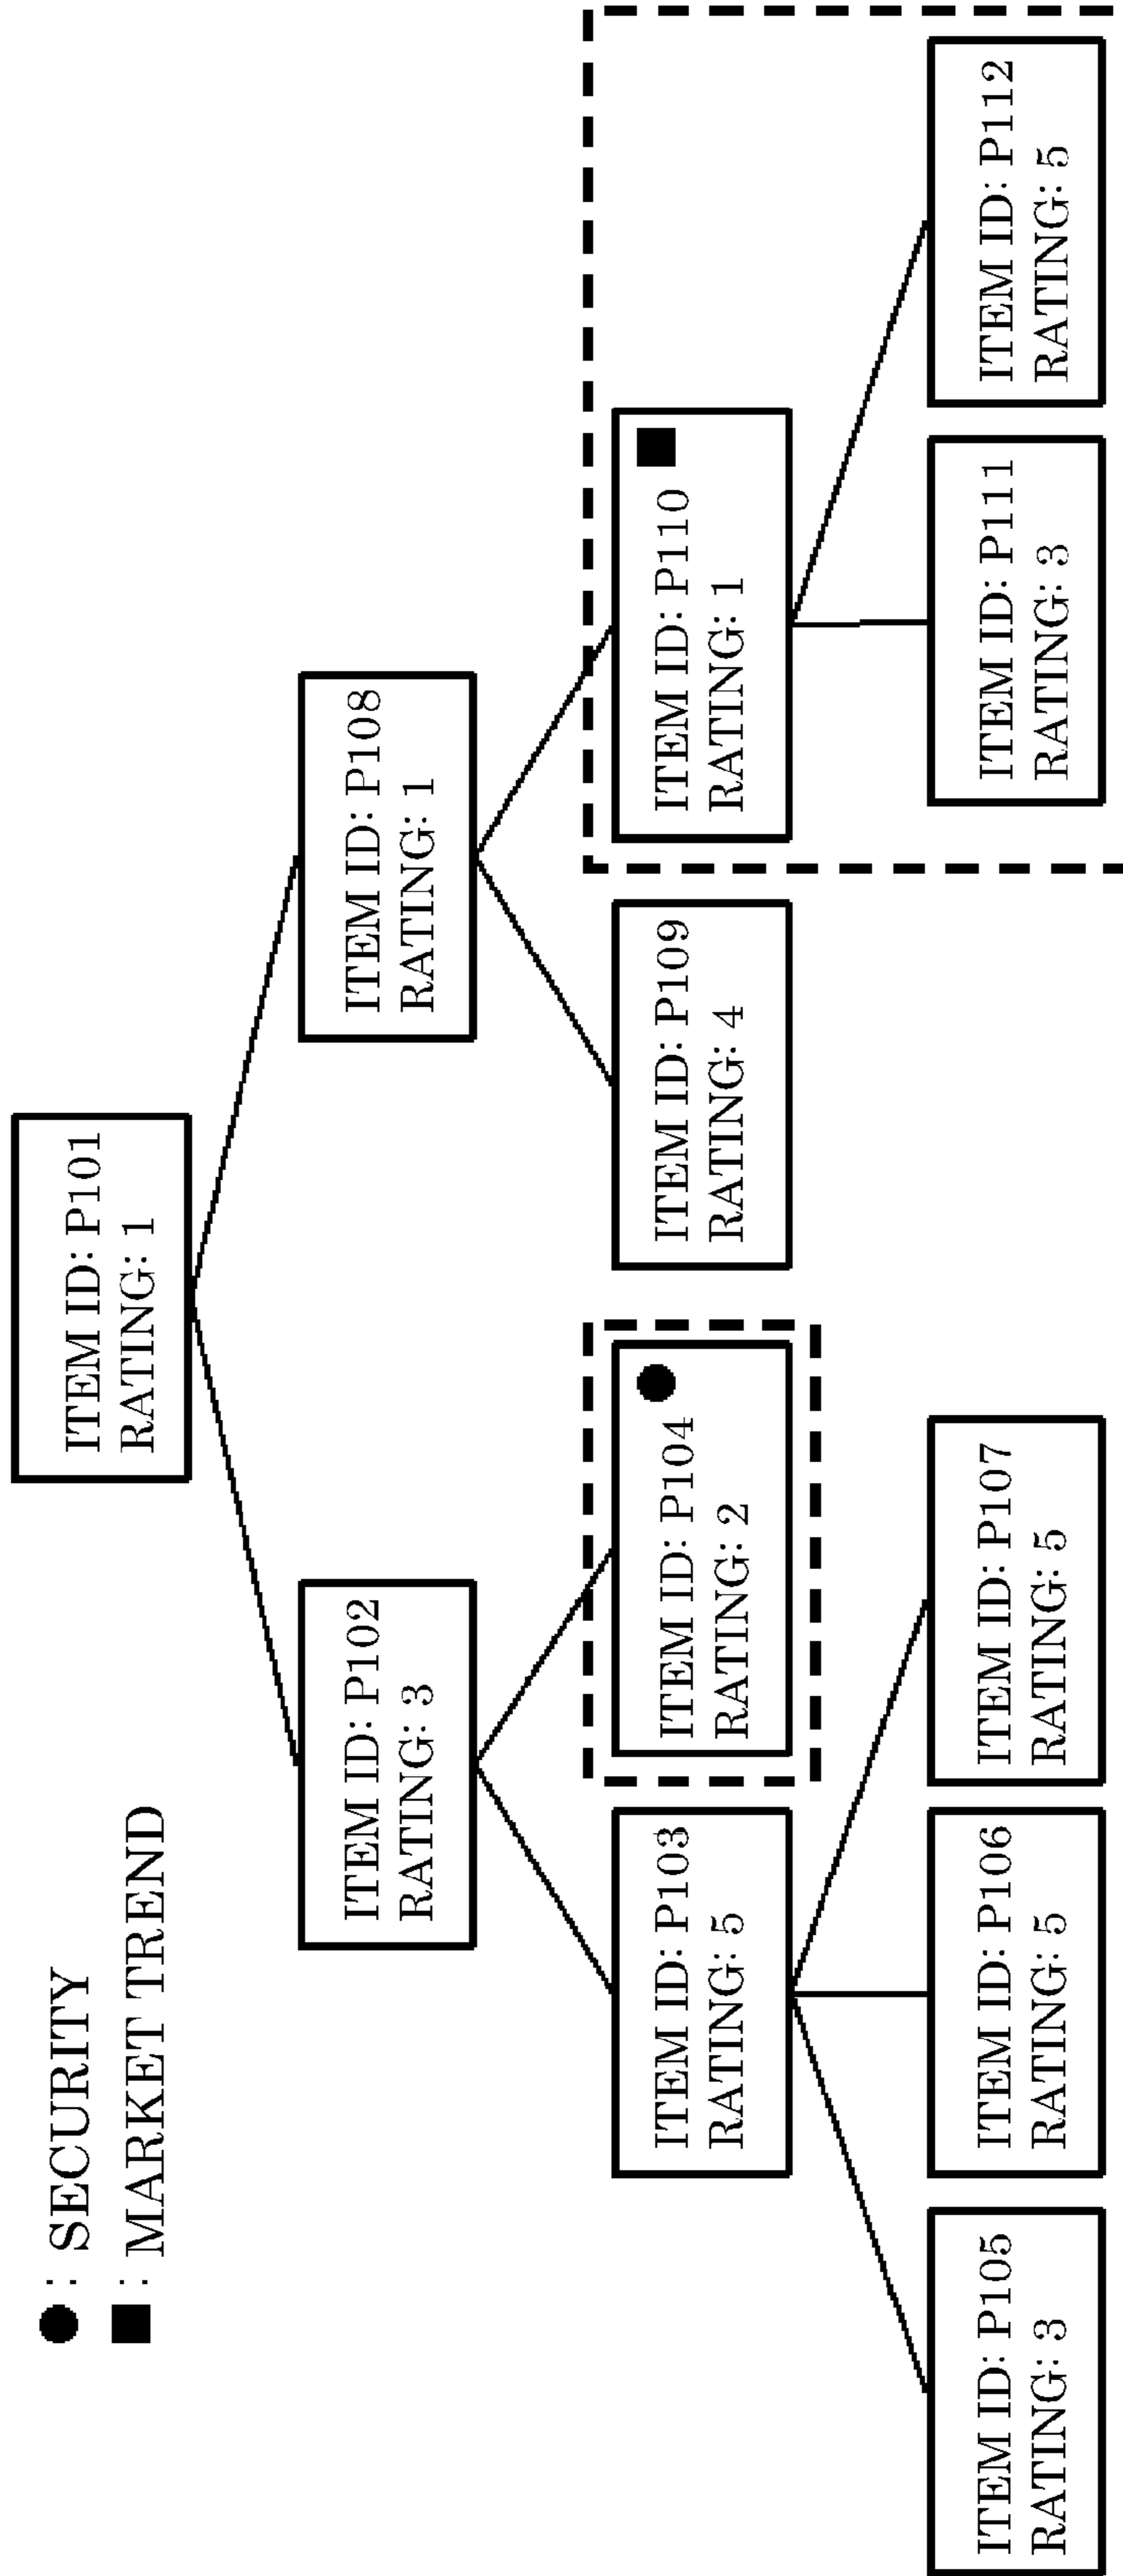 ● : SECURITY
■ : MARKET TREND
ITEM ID: P101
RATING: 1
ITEM ID: P102
RATING: 3
ITEM ID: P108
RATING: 1
ITEM ID: P103
RATING: 5
ITEM ID: P104 ●
RATING: 2
ITEM ID: P109
RATING: 4
ITEM ID: P110 ■
RATING: 1
ITEM ID: P105
RATING: 3
ITEM ID: P106
RATING: 5
ITEM ID: P107
RATING: 5
ITEM ID: P111
RATING: 3
ITEM ID: P112
RATING: 5